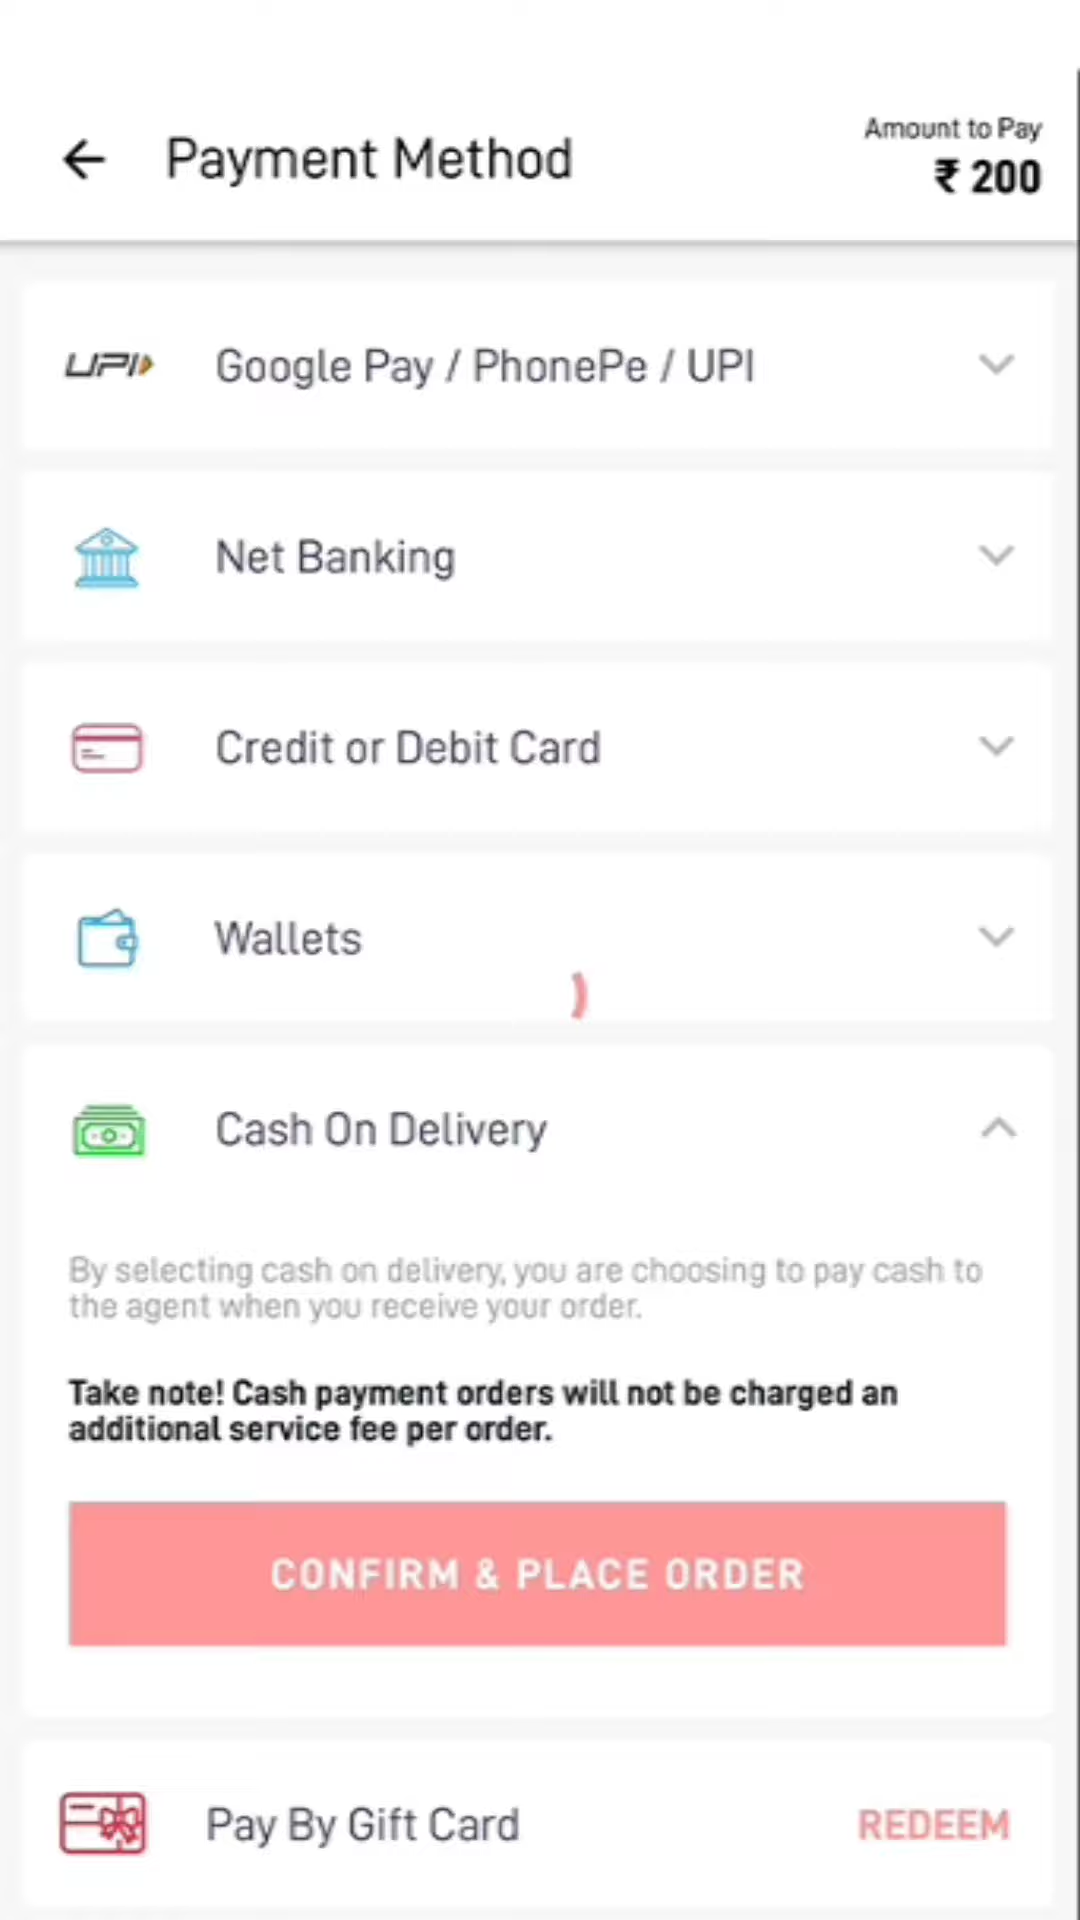 Payment Method
Amount to Pay
₹ 200
UPI
Google Pay / PhonePe / UPI
Net Banking
Credit or Debit Card
Wallets
Cash On Delivery
By selecting cash on delivery, you are choosing to pay cash to
the agent when you receive your order.
Take note! Cash payment orders will not be charged an
additional service fee per order.
CONFIRM & PLACE ORDER
Pay By Gift Card
REDEEM